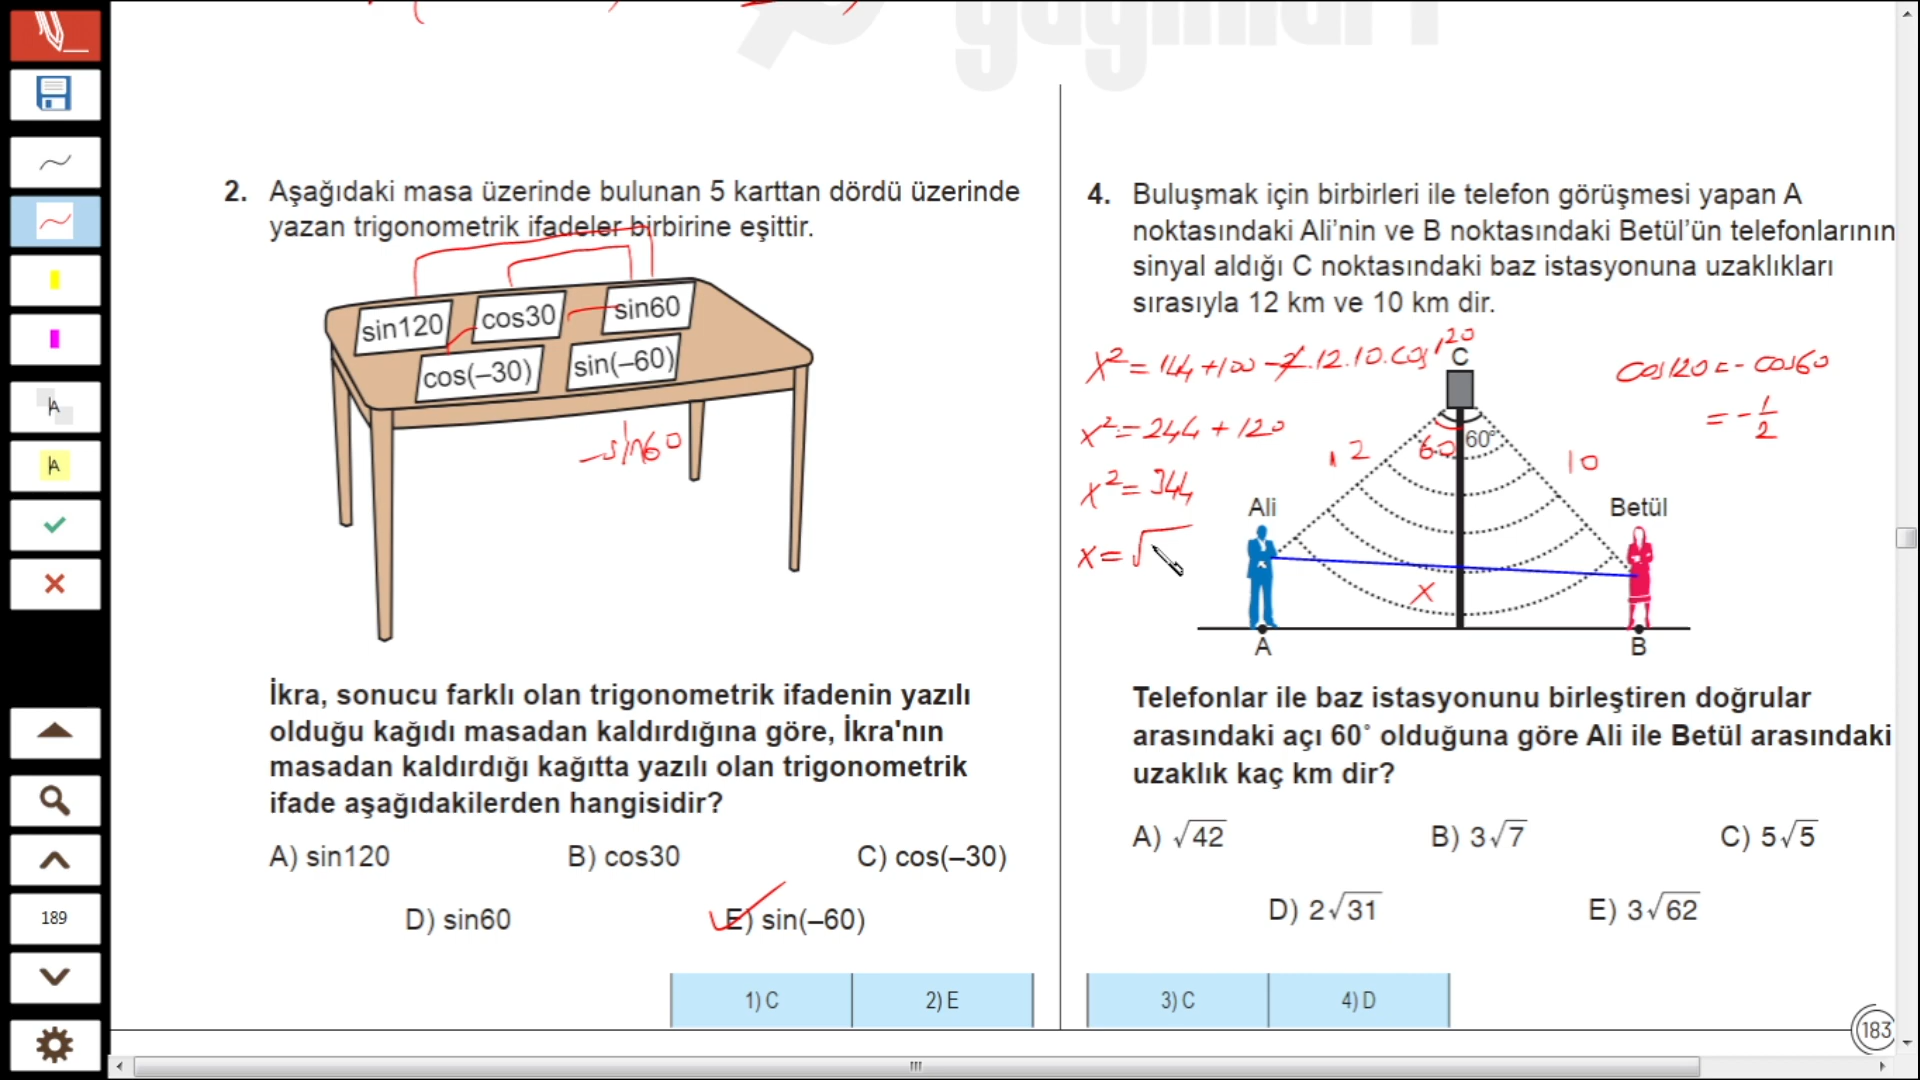 yayınları
2. Aşağıdaki masa üzerinde bulunan 5 karttan dördü üzerinde
yazan trigonometrik ifadeler birbirine eşittir.
sin120
cos30
sin60
cos(–30)
sin(–60)
-sin60
İkra, sonucu farklı olan trigonometrik ifadenin yazılı
olduğu kağıdı masadan kaldırdığına göre, İkra'nın
masadan kaldırdığı kağıtta yazılı olan trigonometrik
ifade aşağıdakilerden hangisidir?
A) sin120 B) cos30 C) cos(–30)
D) sin60 E) sin(–60)
1) C 2) E
4. Buluşmak için birbirleri ile telefon görüşmesi yapan A
noktasındaki Ali’nin ve B noktasındaki Betül’ün telefonlarının
sinyal aldığı C noktasındaki baz istasyonuna uzaklıkları
sırasıyla 12 km ve 10 km dir.
x² = 144 + 100 - 2.12.10.cos120
x² = 244 + 120
x² = 344
x = √
cos120 = - cos60
= - 1/2
C
60 60°
12
10
Ali
Betül
x
A
B
Telefonlar ile baz istasyonunu birleştiren doğrular
arasındaki açı 60° olduğuna göre Ali ile Betül arasındaki
uzaklık kaç km dir?
A) √42 B) 3√7 C) 5√5
D) 2√31 E) 3√62
3) C 4) D
183
A
A
189